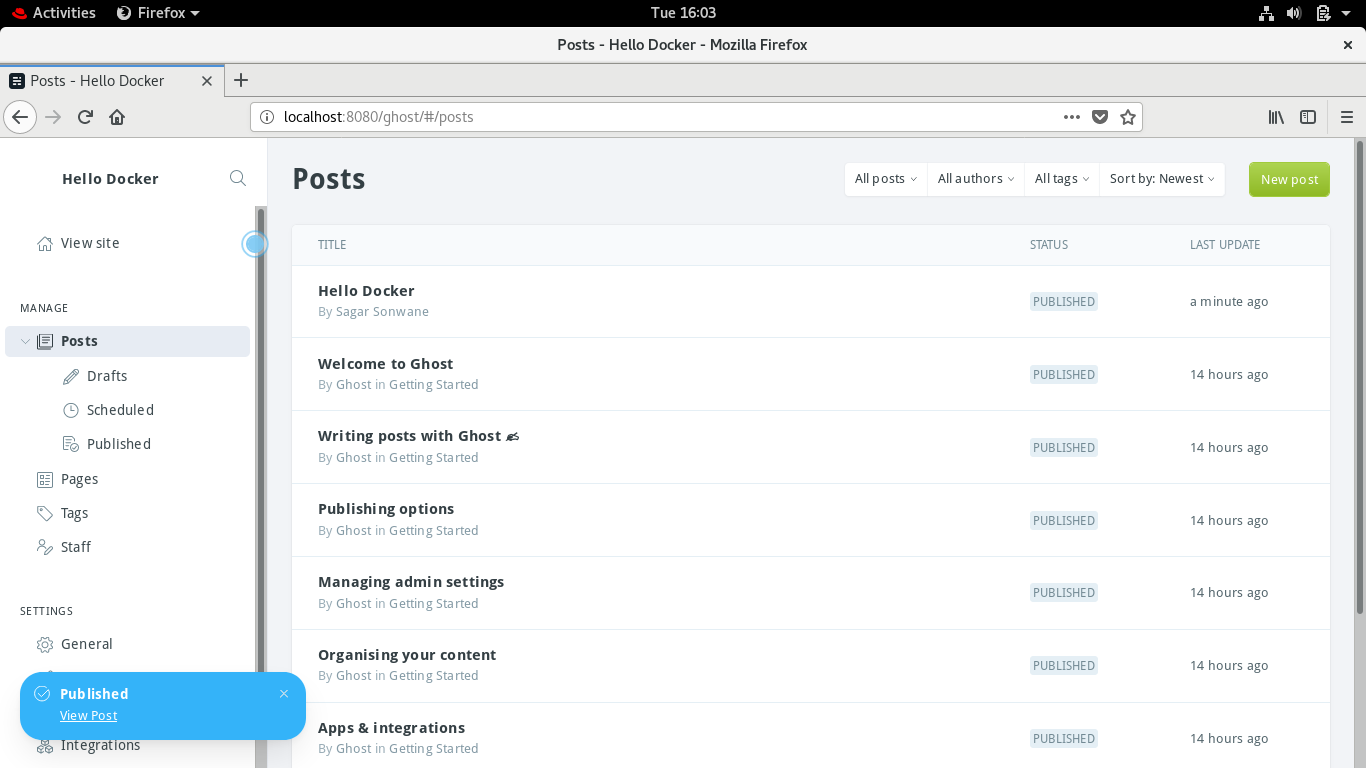 Activities Firefox Tue 16:03
Posts - Hello Docker - Mozilla Firefox
Posts - Hello Docker
localhost:8080/ghost/#/posts
Hello Docker
View site
MANAGE
Posts
Drafts
Scheduled
Published
Pages
Tags
Staff
SETTINGS
General
Integrations
Published
View Post
Posts
All posts All authors All tags Sort by: Newest New post
TITLE STATUS LAST UPDATE
Hello Docker
By Sagar Sonwane
PUBLISHED a minute ago
Welcome to Ghost
By Ghost in Getting Started
PUBLISHED 14 hours ago
Writing posts with Ghost ✍
By Ghost in Getting Started
PUBLISHED 14 hours ago
Publishing options
By Ghost in Getting Started
PUBLISHED 14 hours ago
Managing admin settings
By Ghost in Getting Started
PUBLISHED 14 hours ago
Organising your content
By Ghost in Getting Started
PUBLISHED 14 hours ago
Apps & integrations
By Ghost in Getting Started
PUBLISHED 14 hours ago